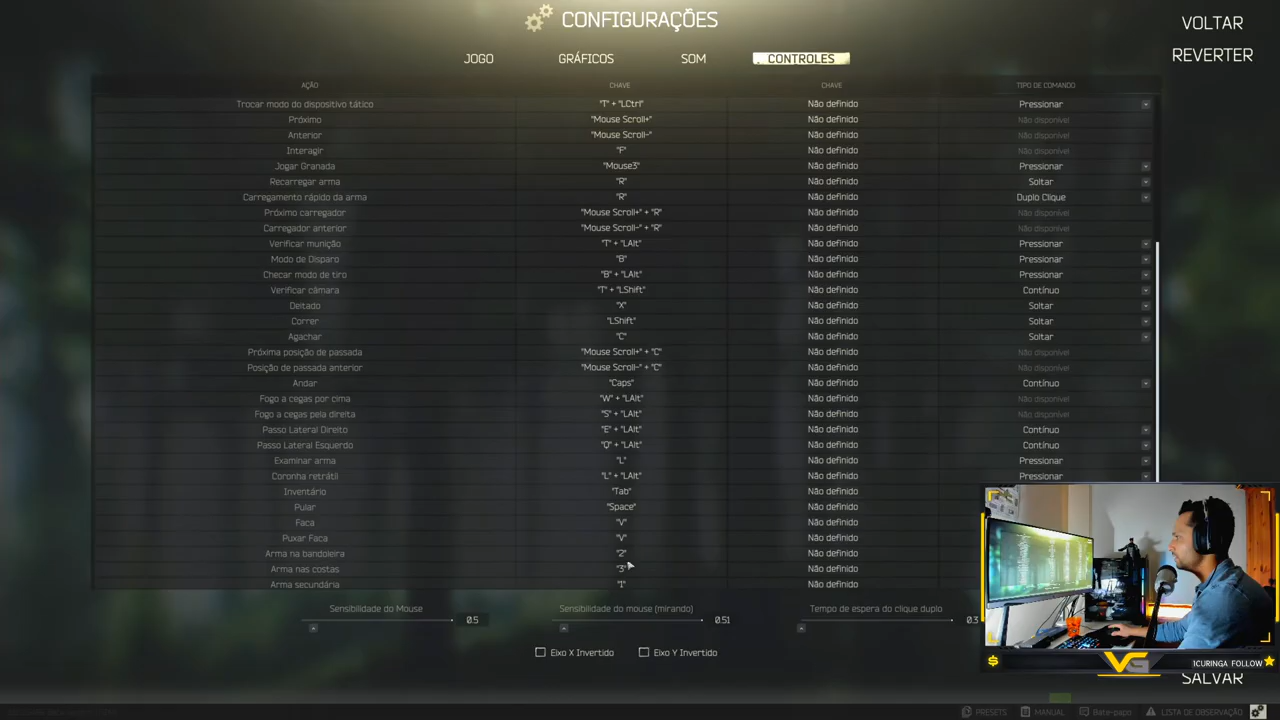 CONFIGURAÇÕES
VOLTAR
REVERTER
JOGO GRÁFICOS SOM CONTROLES
AÇÃO CHAVE CHAVE TIPO DE COMANDO
Trocar modo do dispositivo tático "T" + "LCtrl" Não definido Pressionar
Próximo "Mouse Scroll+" Não definido Não disponível
Anterior "Mouse Scroll-" Não definido Não disponível
Interagir "F" Não definido Não disponível
Jogar Granada "Mouse3" Não definido Pressionar
Recarregar arma "R" Não definido Soltar
Carregamento rápido da arma "R" Não definido Duplo Clique
Próximo carregador "Mouse Scroll+" + "R" Não definido Não disponível
Carregador anterior "Mouse Scroll-" + "R" Não definido Não disponível
Verificar munição "T" + "LAlt" Não definido Pressionar
Modo de Disparo "B" Não definido Pressionar
Checar modo de tiro "B" + "LAlt" Não definido Pressionar
Verificar câmara "T" + "LShift" Não definido Contínuo
Deitado "X" Não definido Soltar
Correr "LShift" Não definido Soltar
Agachar "C" Não definido Soltar
Próxima posição de passada "Mouse Scroll+" + "C" Não definido Não disponível
Posição de passada anterior "Mouse Scroll-" + "C" Não definido Não disponível
Andar "Caps" Não definido Contínuo
Fogo a cegas por cima "W" + "LAlt" Não definido Não disponível
Fogo a cegas pela direita "S" + "LAlt" Não definido Não disponível
Passo Lateral Direito "E" + "LAlt" Não definido Contínuo
Passo Lateral Esquerdo "Q" + "LAlt" Não definido Contínuo
Examinar arma "L" Não definido Pressionar
Coronha retrátil "L" + "LAlt" Não definido Pressionar
Inventário "Tab" Não definido
Pular "Space" Não definido
Faca "V" Não definido
Puxar Faca "V" Não definido
Arma na bandoleira "2" Não definido
Arma nas costas "3" Não definido
Arma secundária "1" Não definido
Sensibilidade do Mouse 0.5
Sensibilidade do mouse (mirando) 0.51
Tempo de espera do clique duplo 0.3
Eixo X Invertido Eixo Y Invertido
VG
1CURINGA FOLLOW
SALVAR
PRESETS MANUAL Bate-papo LISTA DE OBSERVAÇÃO